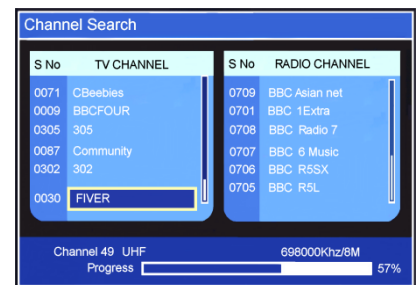 Channel Search
S No TV CHANNEL
0071 CBeebies
0009 BBCFOUR
0305 305
0087 Community
0302 302
0030 FIVER
S No RADIO CHANNEL
0709 BBC Asian net
0701 BBC 1Extra
0708 BBC Radio 7
0707 BBC 6 Music
0706 BBC R5SX
0705 BBC R5L
Channel 49 UHF 698000Khz/8M
Progress 57%